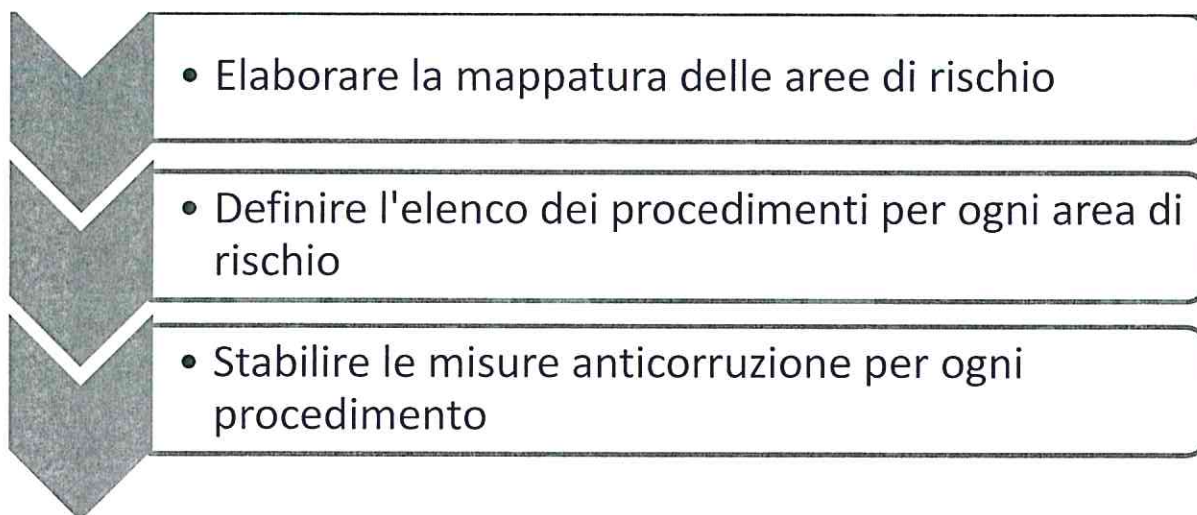 • Elaborare la mappatura delle aree di rischio
• Definire l'elenco dei procedimenti per ogni area di
rischio
• Stabilire le misure anticorruzione per ogni
procedimento